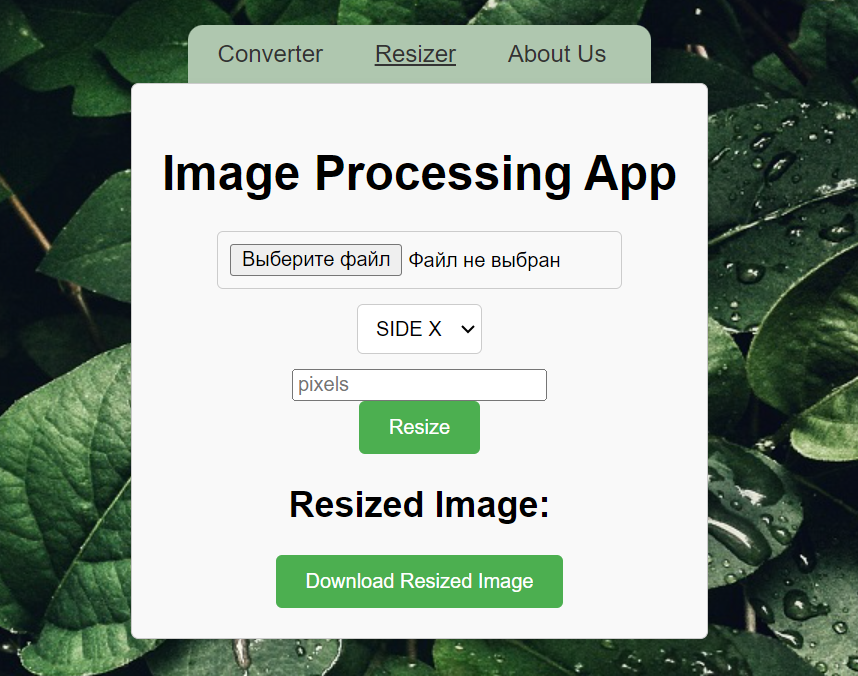 Converter Resizer About Us
Image Processing App
Выберите файл Файл не выбран
SIDE X
pixels
Resize
Resized Image:
Download Resized Image